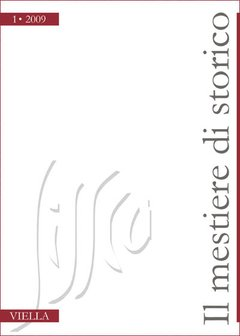 1 • 2009
Il mestiere di storico
VIELLA